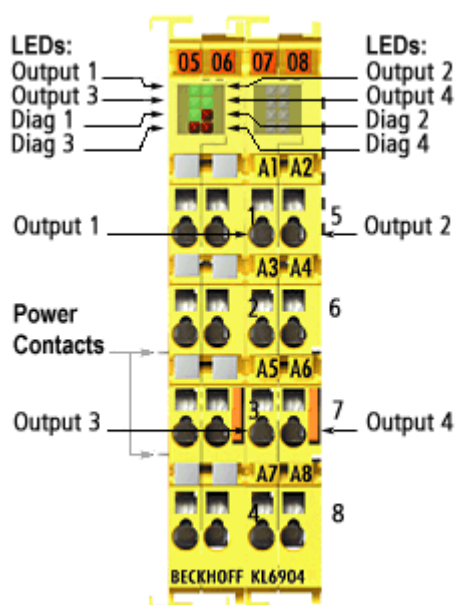 LEDs:
Output 1
Output 3
Diag 1
Diag 3
05 06 07 08
LEDs:
Output 2
Output 4
Diag 2
Diag 4
A1 A2
Output 1
1
5
Output 2
A3 A4
2
6
Power
Contacts
A5 A6
Output 3
3
7
Output 4
A7 A8
4
8
BECKHOFF KL6904